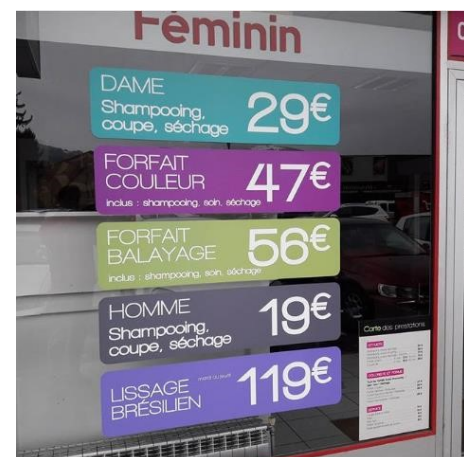 Féminin
DAME
Shampooing,
coupe, séchage
29€
FORFAIT
COULEUR
inclus : shampooing, soin, séchage
47€
FORFAIT
BALAYAGE
inclus : shampooing, soin, séchage
56€
HOMME
Shampooing,
coupe, séchage
19€
LISSAGE
BRÉSILIEN
119€
Carte des prestations